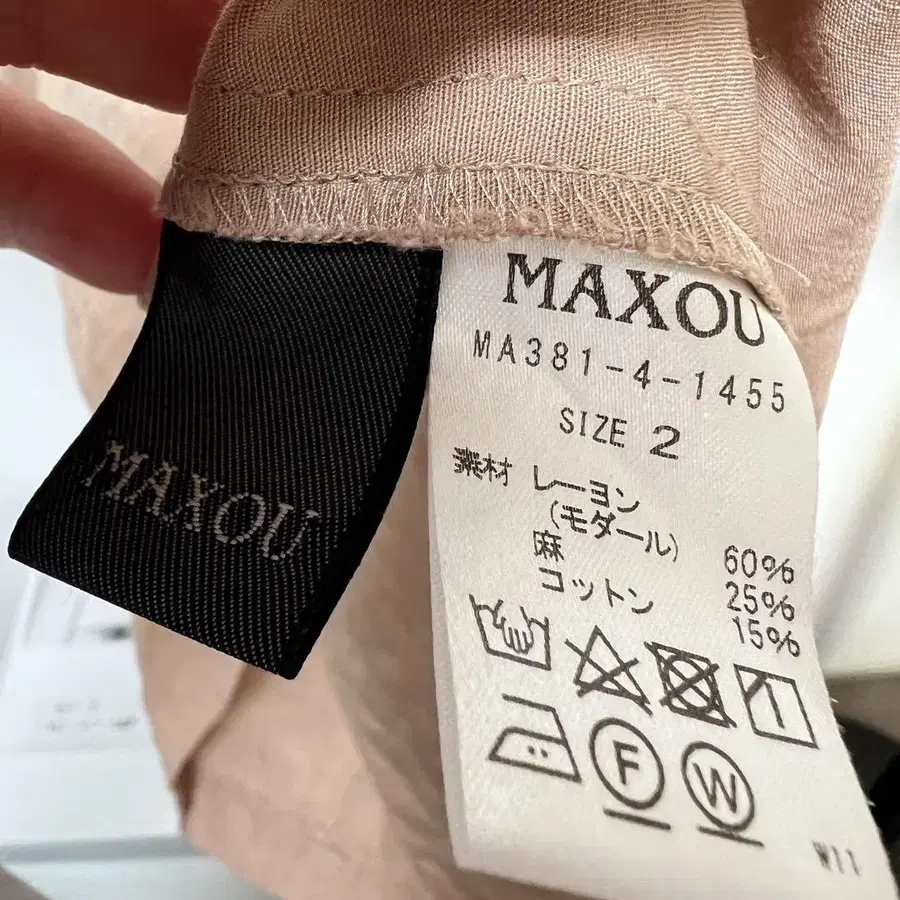 MAXOU
MAXOU
MA381-4-1455
SIZE 2
素材 レーヨン
(モダール) 60%
麻 25%
コットン 15%
F
W
W11